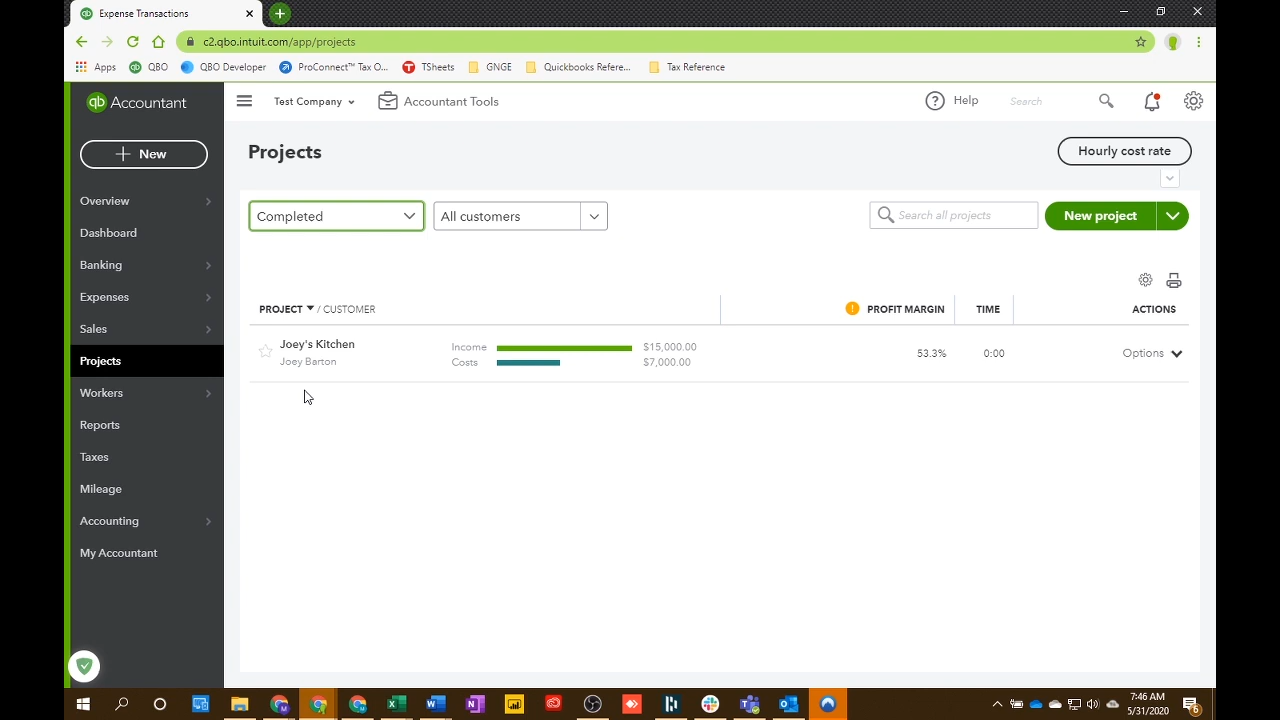 Expense Transactions
c2.qbo.intuit.com/app/projects
Apps QBO QBO Developer ProConnect™ Tax O... TSheets GNGE Quickbooks Refere... Tax Reference
qb Accountant
Test Company Accountant Tools Help Search
New
Projects
Hourly cost rate
Overview
Dashboard
Banking
Expenses
Sales
Projects
Workers
Reports
Taxes
Mileage
Accounting
My Accountant
Completed All customers Search all projects New project
PROJECT / CUSTOMER PROFIT MARGIN TIME ACTIONS
Joey's Kitchen
Joey Barton
Income $15,000.00
Costs $7,000.00
53.3% 0:00 Options
7:46 AM
5/31/2020